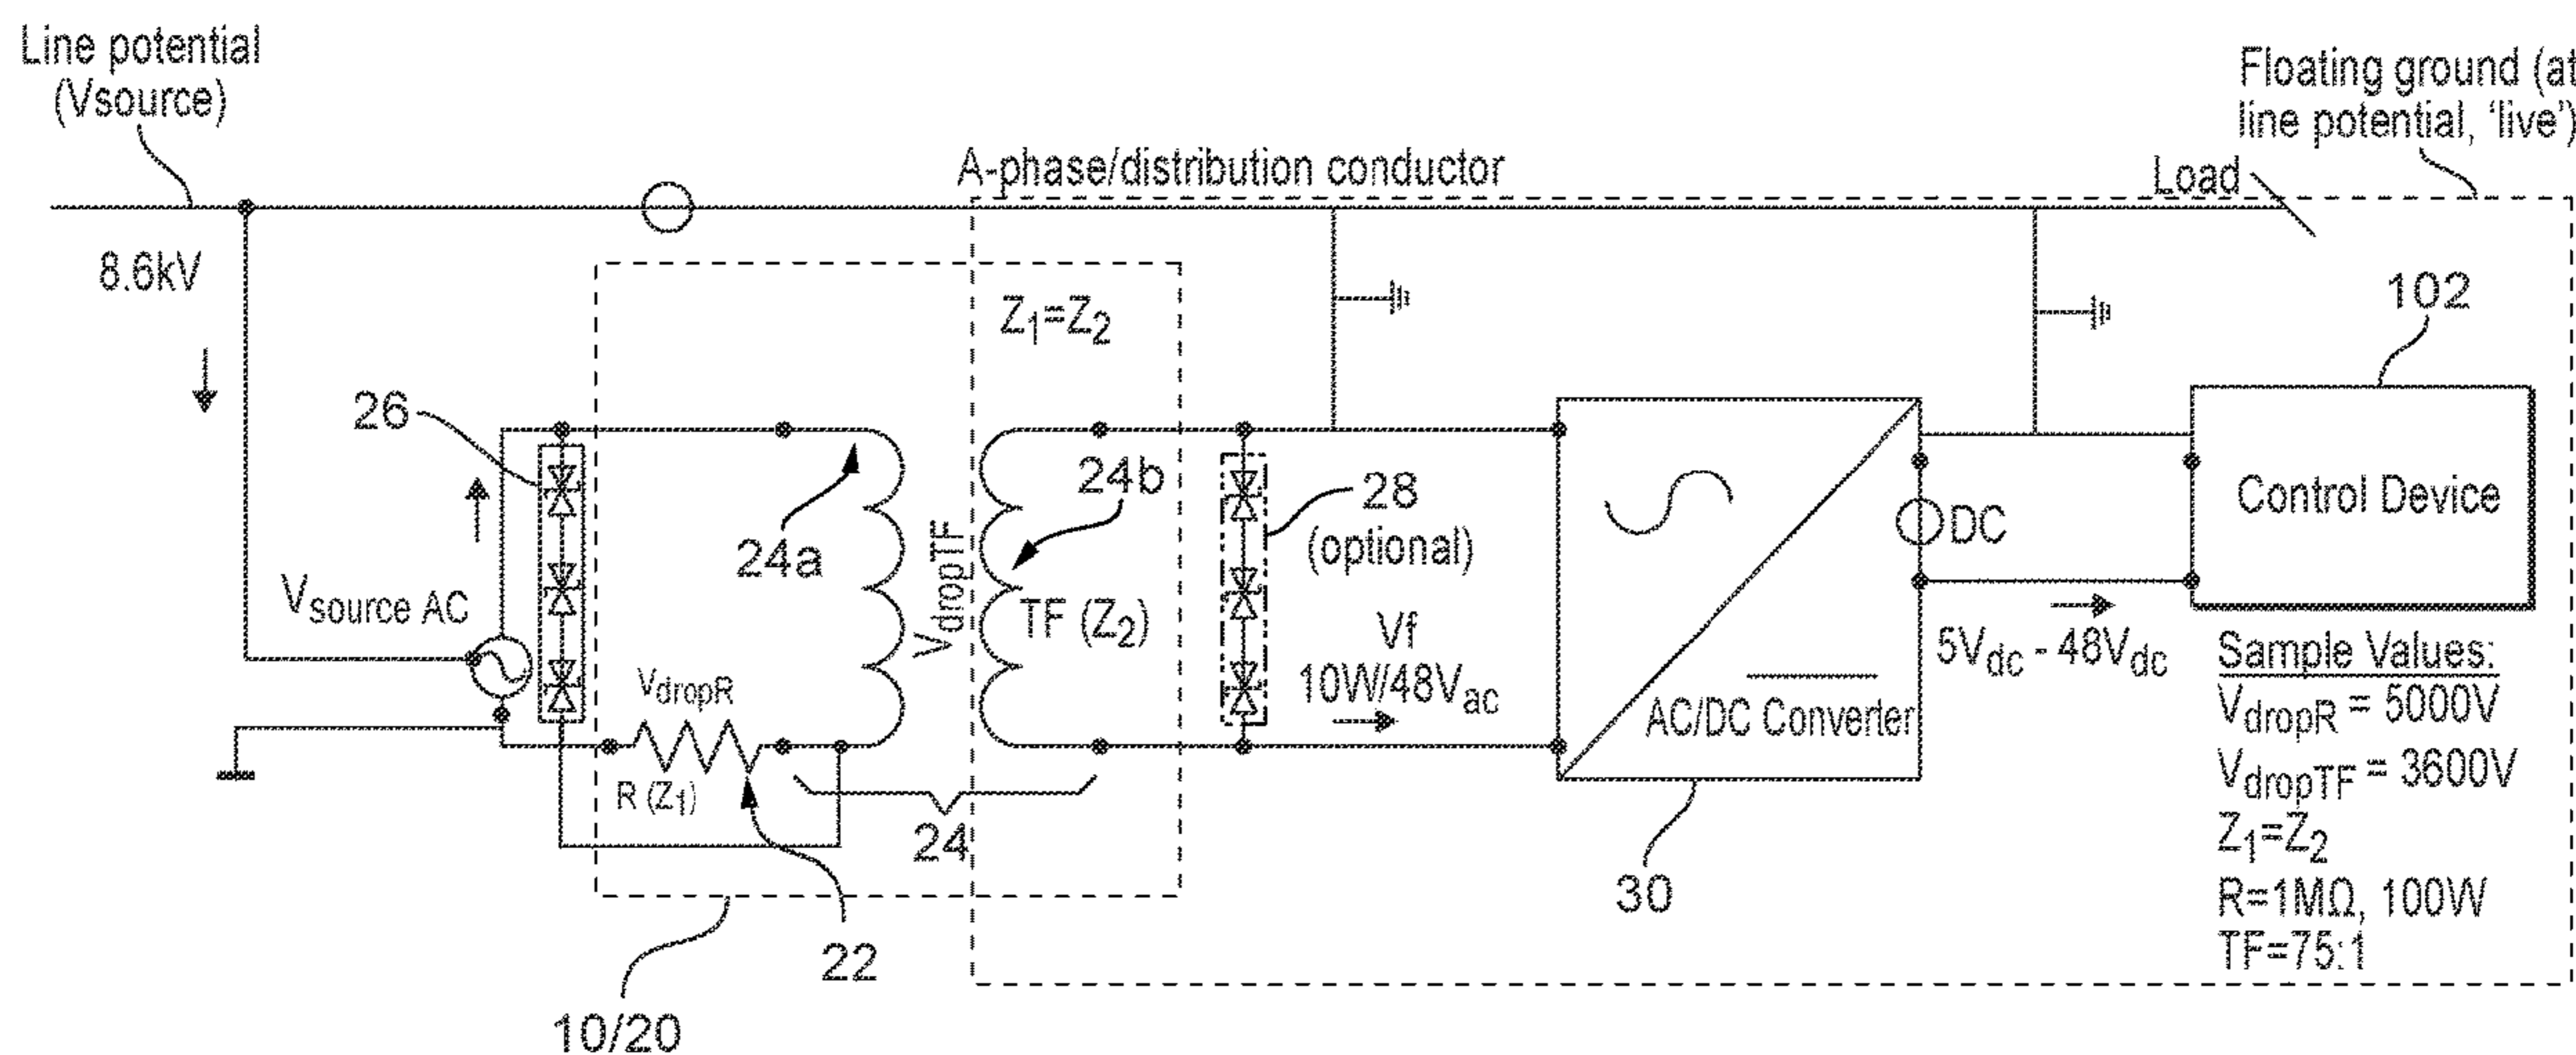 Line potential
(Vsource)
Floating ground (at
line potential, 'live')
A-phase/distribution conductor
Load
8.6kV
Z1=Z2
102
26
24a
24b
28
(optional)
DC
Control Device
Vsource AC
VdropTF
TF (Z2)
Vf
10W/48Vac
5Vdc - 48Vdc
VdropR
R (Z1)
AC/DC Converter
24
22
30
10/20
Sample Values:
VdropR = 5000V
VdropTF = 3600V
Z1=Z2
R=1MΩ, 100W
TF=75:1